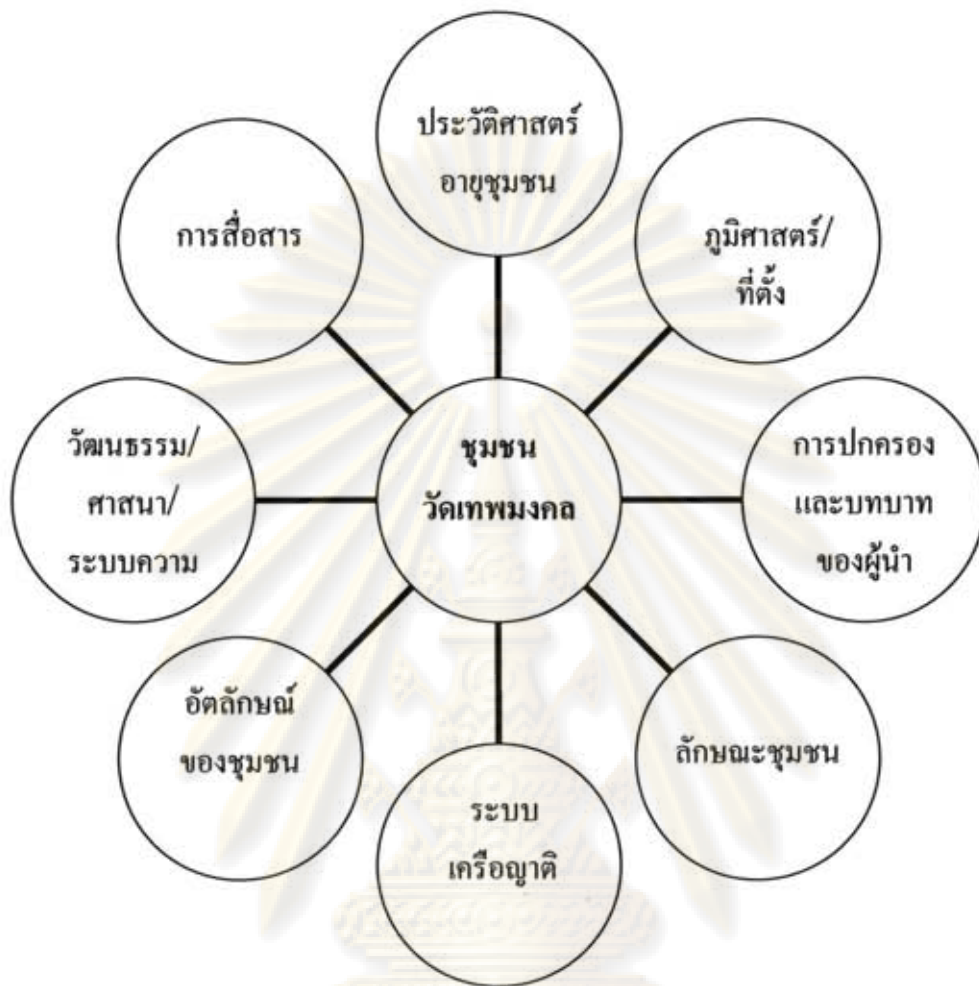 ประวัติศาสตร์
อายุชุมชน
การสื่อสาร
ภูมิศาสตร์/
ที่ตั้ง
วัฒนธรรม/
ศาสนา/
ระบบความ
ชุมชน
วัดเทพมงคล
การปกครอง
และบทบาท
ของผู้นำ
อัตลักษณ์
ของชุมชน
ลักษณะชุมชน
ระบบ
เครือญาติ